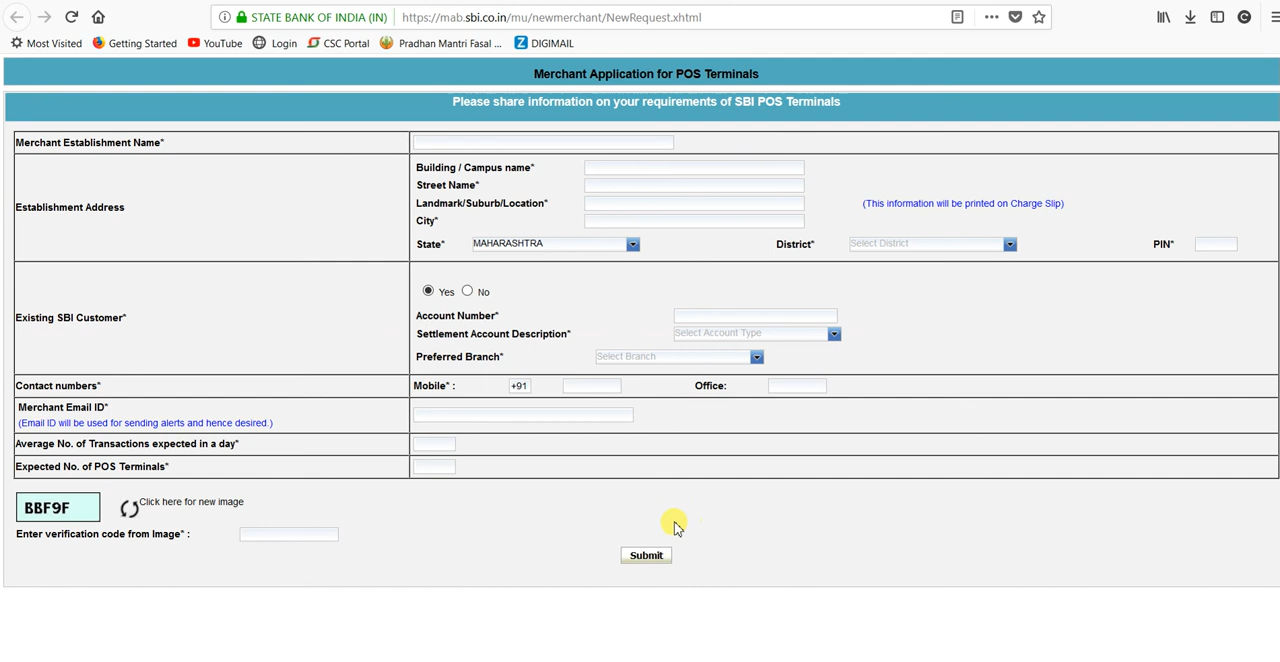 STATE BANK OF INDIA (IN) https://mab.sbi.co.in/mu/newmerchant/NewRequest.xhtml
Most Visited Getting Started YouTube Login CSC Portal Pradhan Mantri Fasal ... DIGIMAIL
Merchant Application for POS Terminals
Please share information on your requirements of SBI POS Terminals
Merchant Establishment Name*
Establishment Address
Building / Campus name*
Street Name*
Landmark/Suburb/Location* (This information will be printed on Charge Slip)
City*
State* MAHARASHTRA District* Select District PIN*
Existing SBI Customer*
Yes No
Account Number*
Settlement Account Description* Select Account Type
Preferred Branch* Select Branch
Contact numbers* Mobile* : +91 Office:
Merchant Email ID*
(Email ID will be used for sending alerts and hence desired.)
Average No. of Transactions expected in a day*
Expected No. of POS Terminals*
BBF9F Click here for new image
Enter verification code from Image* :
Submit